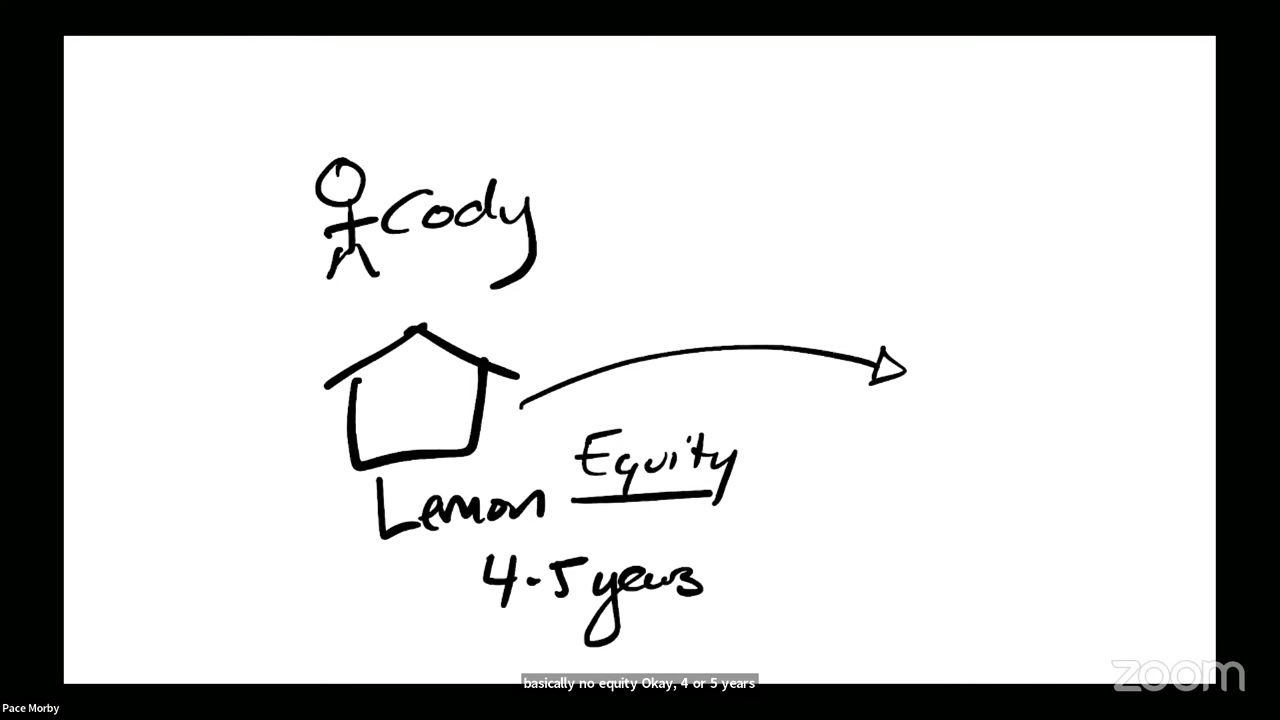 Cody
Equity
Lemon
4-5 years
basically no equity Okay, 4 or 5 years
zoom
Pace Morby